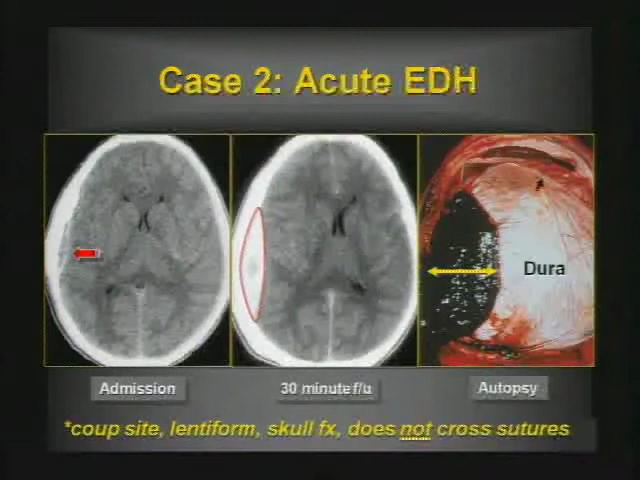 Case 2: Acute EDH
Dura
Admission
30 minute f/u
Autopsy
*coup site, lentiform, skull fx, does not cross sutures